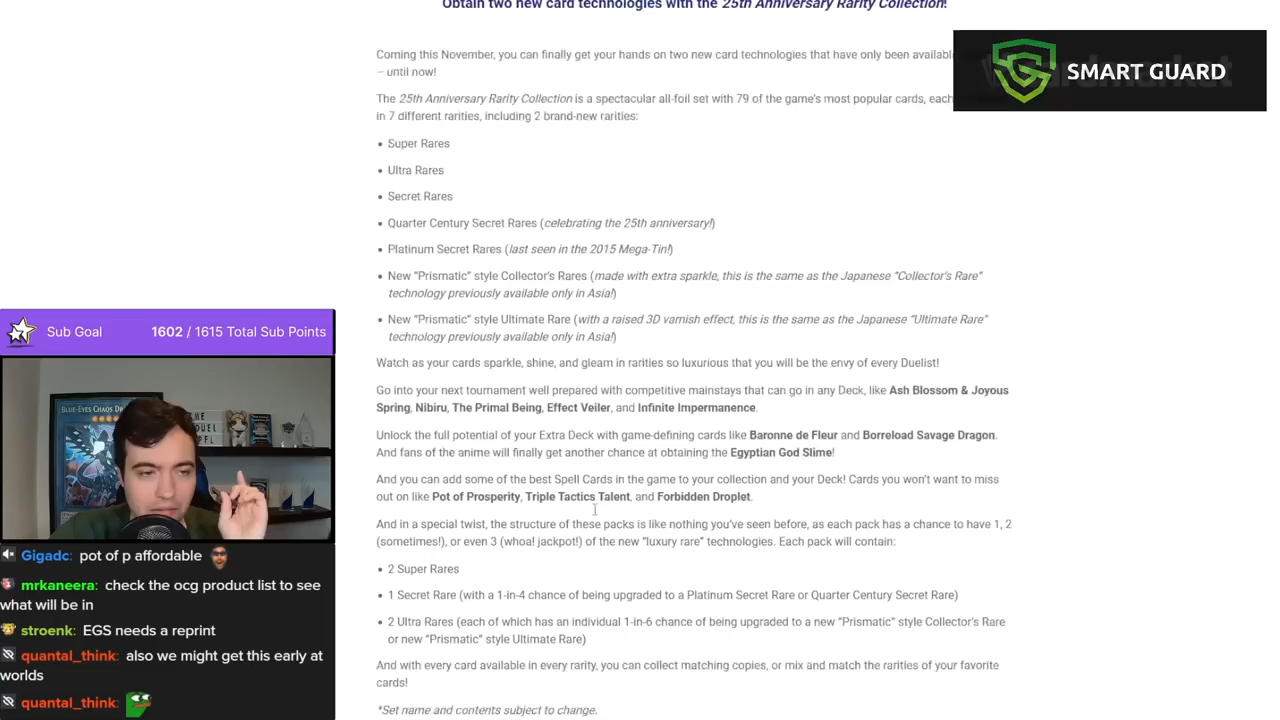 Obtain two new card technologies with the 25th Anniversary Rarity Collection!
Coming this November, you can finally get your hands on two new card technologies that have only been available
– until now!
The 25th Anniversary Rarity Collection is a spectacular all-foil set with 79 of the game's most popular cards, each
in 7 different rarities, including 2 brand-new rarities:
• Super Rares
• Ultra Rares
• Secret Rares
• Quarter Century Secret Rares (celebrating the 25th anniversary!)
• Platinum Secret Rares (last seen in the 2015 Mega-Tin!)
• New "Prismatic" style Collector's Rares (made with extra sparkle, this is the same as the Japanese "Collector's Rare"
technology previously available only in Asia!)
• New "Prismatic" style Ultimate Rare (with a raised 3D varnish effect, this is the same as the Japanese "Ultimate Rare"
technology previously available only in Asia!)
Watch as your cards sparkle, shine, and gleam in rarities so luxurious that you will be the envy of every Duelist!
Go into your next tournament well prepared with competitive mainstays that can go in any Deck, like Ash Blossom & Joyous
Spring, Nibiru, The Primal Being, Effect Veiler, and Infinite Impermanence.
Unlock the full potential of your Extra Deck with game-defining cards like Baronne de Fleur and Borreload Savage Dragon.
And fans of the anime will finally get another chance at obtaining the Egyptian God Slime!
And you can add some of the best Spell Cards in the game to your collection and your Deck! Cards you won't want to miss
out on like Pot of Prosperity, Triple Tactics Talent, and Forbidden Droplet.
And in a special twist, the structure of these packs is like nothing you've seen before, as each pack has a chance to have 1, 2
(sometimes!), or even 3 (whoa! jackpot!) of the new "luxury rare" technologies. Each pack will contain:
• 2 Super Rares
• 1 Secret Rare (with a 1-in-4 chance of being upgraded to a Platinum Secret Rare or Quarter Century Secret Rare)
• 2 Ultra Rares (each of which has an individual 1-in-6 chance of being upgraded to a new "Prismatic" style Collector's Rare
or new "Prismatic" style Ultimate Rare)
And with every card available in every rarity, you can collect matching copies, or mix and match the rarities of your favorite
cards!
*Set name and contents subject to change.
SMART GUARD
Sub Goal 1602 / 1615 Total Sub Points
BLUE-EYES CHAOS
Gigadc: pot of p affordable
mrkaneera: check the ocg product list to see
what will be in
stroenk: EGS needs a reprint
quantal_think: also we might get this early at
worlds
quantal_think: